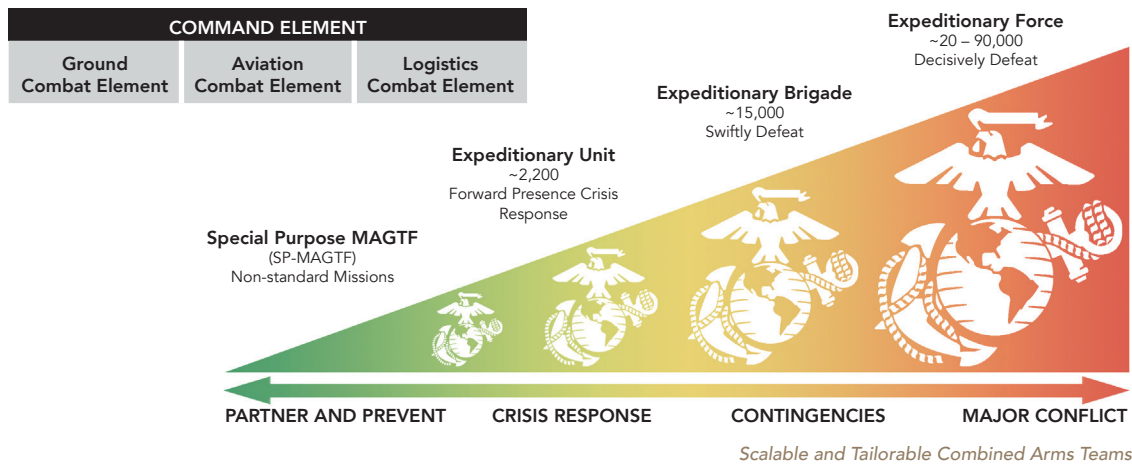 COMMAND ELEMENT
Ground
Combat Element
Aviation
Combat Element
Logistics
Combat Element
Expeditionary Force
~20 – 90,000
Decisively Defeat
Expeditionary Brigade
~15,000
Swiftly Defeat
Expeditionary Unit
~2,200
Forward Presence Crisis
Response
Special Purpose MAGTF
(SP-MAGTF)
Non-standard Missions
PARTNER AND PREVENT
CRISIS RESPONSE
CONTINGENCIES
MAJOR CONFLICT
Scalable and Tailorable Combined Arms Teams